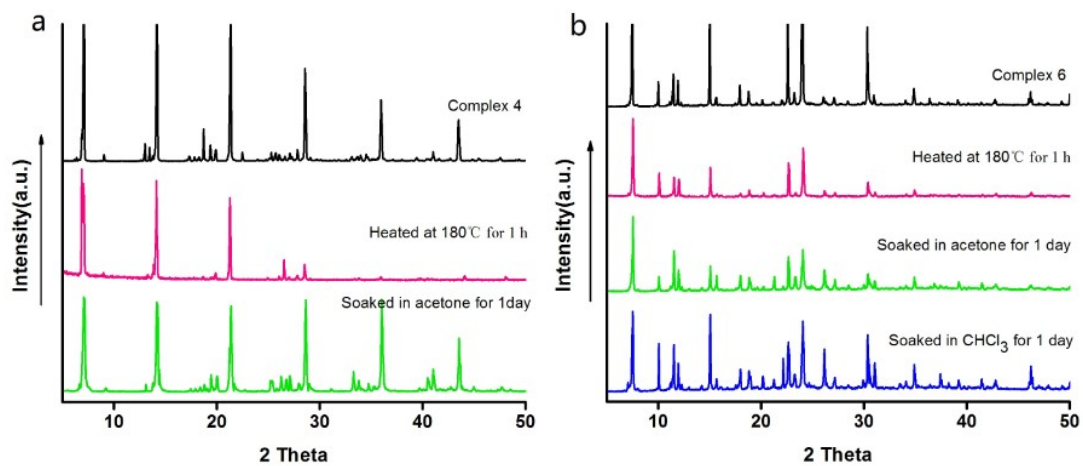 a
Complex 4
Heated at 180℃ for 1 h
Soaked in acetone for 1day
Intensity(a.u.)
10 20 30 40 50
2 Theta
b
Complex 6
Heated at 180℃ for 1 h
Soaked in acetone for 1 day
Soaked in CHCl3 for 1 day
Intensity(a.u.)
10 20 30 40 50
2 Theta